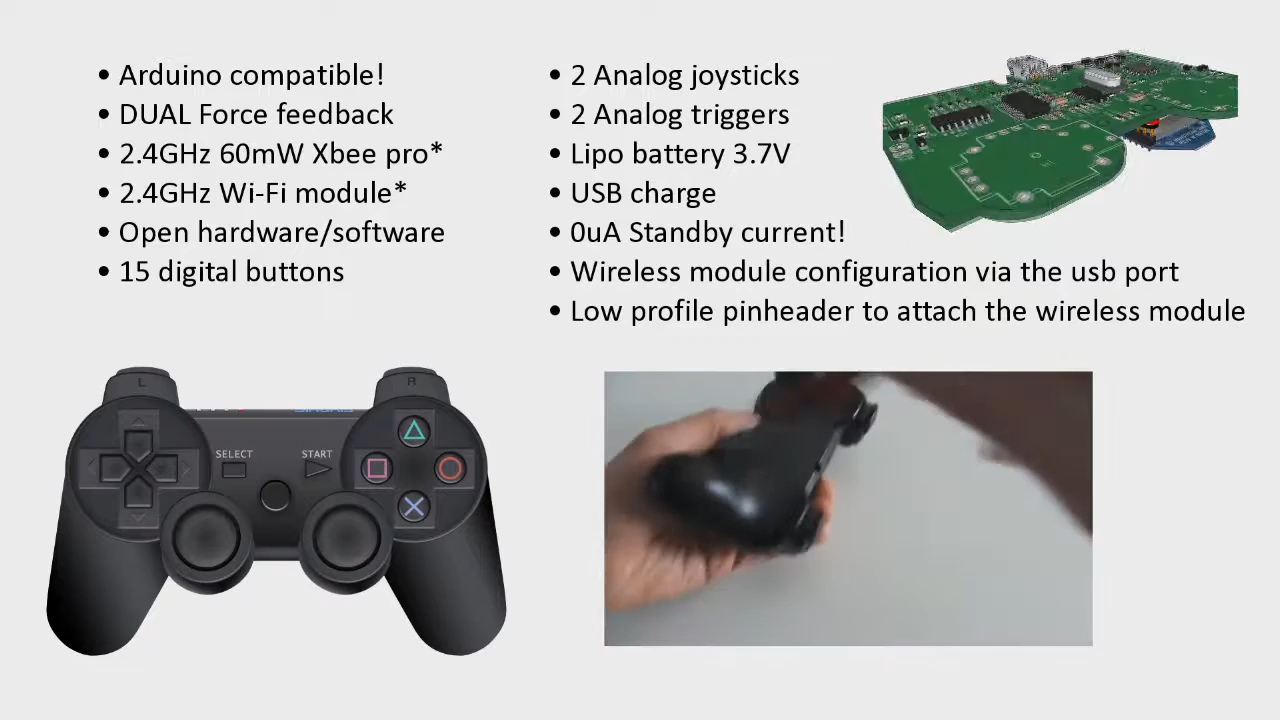 • Arduino compatible!
• DUAL Force feedback
• 2.4GHz 60mW Xbee pro*
• 2.4GHz Wi-Fi module*
• Open hardware/software
• 15 digital buttons
• 2 Analog joysticks
• 2 Analog triggers
• Lipo battery 3.7V
• USB charge
• 0uA Standby current!
• Wireless module configuration via the usb port
• Low profile pinheader to attach the wireless module
L
R
SELECT
START